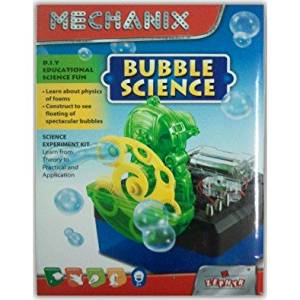 MECHANIX
D.I.Y
EDUCATIONAL
SCIENCE FUN
• Learn about physics
of foams
• Construct to see
floating of
spectacular bubbles
BUBBLE
SCIENCE
SCIENCE
EXPERIMENT KIT
Learn from
Theory to
Practical and
Application
ZEPHYR